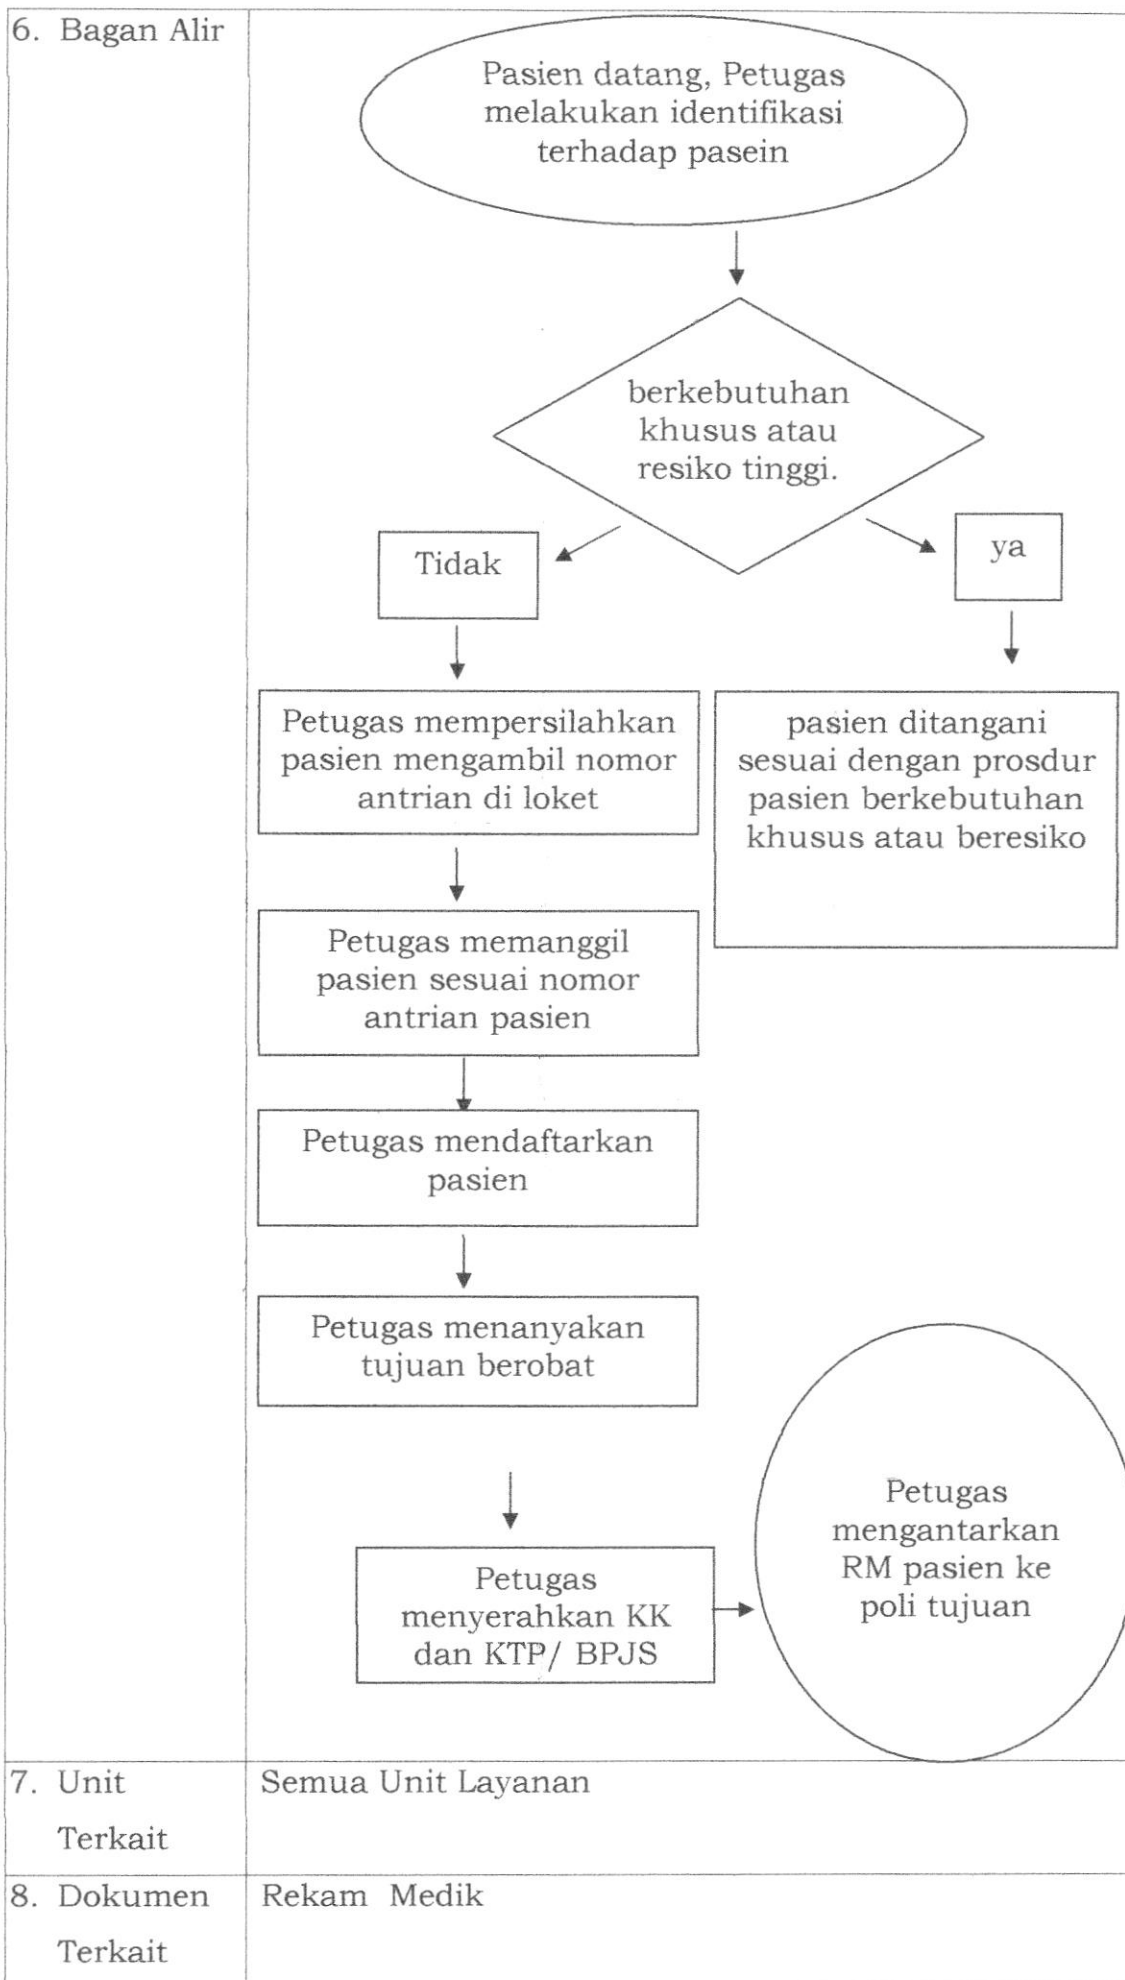 6. Bagan Alir
Pasien datang, Petugas
melakukan identifikasi
terhadap pasein
berkebutuhan
khusus atau
resiko tinggi.
Tidak
ya
Petugas mempersilahkan
pasien mengambil nomor
antrian di loket
pasien ditangani
sesuai dengan prosdur
pasien berkebutuhan
khusus atau beresiko
Petugas memanggil
pasien sesuai nomor
antrian pasien
Petugas mendaftarkan
pasien
Petugas menanyakan
tujuan berobat
Petugas
menyerahkan KK
dan KTP/ BPJS
Petugas
mengantarkan
RM pasien ke
poli tujuan
7. Unit
Terkait
Semua Unit Layanan
8. Dokumen
Terkait
Rekam Medik